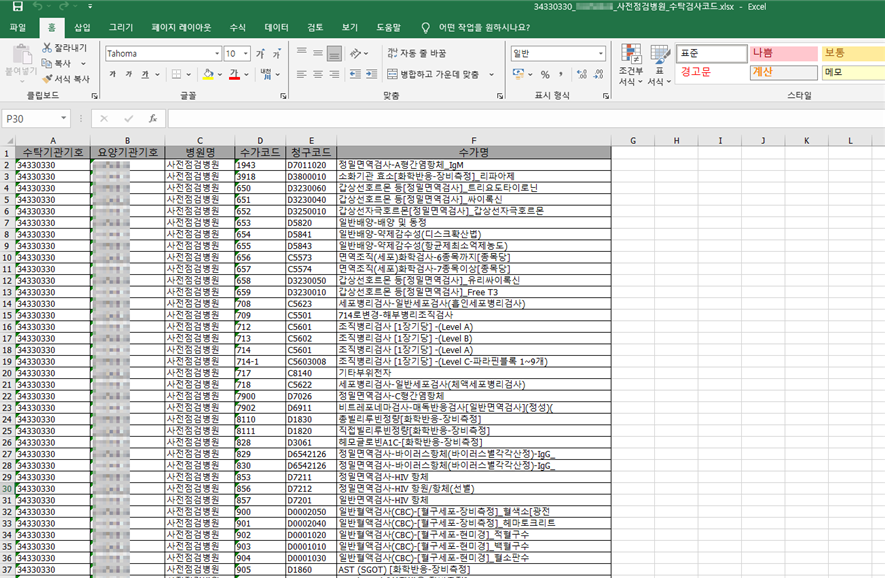 34330330_ _사전점검병원_수탁검사코드.xlsx - Excel
파일 홈 삽입 그리기 페이지 레이아웃 수식 데이터 검토 보기 도움말 어떤 작업을 원하시나요?
붙여넣기 잘라내기 복사 서식 복사 Tahoma 10 가 가 가 가 가 자동 줄 바꿈 병합하고 가운데 맞춤 일반 조건부 서식 표 서식 표준 나쁨 보통 경고문 계산 메모
클립보드 글꼴 맞춤 표시 형식 스타일
P30 fx
A B C D E F G H I J K L
1 수탁기관기호 요양기관기호 병원명 수가코드 청구코드 수가명
2 34330330 사전점검병원 1943 D7011020 정밀면역검사-A형간염항체_IgM
3 34330330 사전점검병원 3918 D3800010 소화기관 효소[화학반응-장비측정]_리파아제
4 34330330 사전점검병원 650 D3230060 갑상선호르몬 등[정밀면역검사]_트리요도타이로닌
5 34330330 사전점검병원 651 D3230040 갑상선호르몬 등[정밀면역검사]_싸이록신
6 34330330 사전점검병원 652 D3250010 갑상선자극호르몬[정밀면역검사]_갑상선자극호르몬
7 34330330 사전점검병원 653 D5820 일반배양-배양 및 동정
8 34330330 사전점검병원 654 D5841 일반배양-약제감수성(디스크확산법)
9 34330330 사전점검병원 655 D5843 일반배양-약제감수성(항균제최소억제농도)
10 34330330 사전점검병원 656 C5573 면역조직(세포)화학검사-6종목까지[종목당]
11 34330330 사전점검병원 657 C5574 면역조직(세포)화학검사-7종목이상[종목당]
12 34330330 사전점검병원 658 D3230050 갑상선호르몬 등[정밀면역검사]_유리싸이록신
13 34330330 사전점검병원 659 D3230010 갑상선호르몬 등[정밀면역검사]_Free T3
14 34330330 사전점검병원 708 C5623 세포병리검사-일반세포검사(흡인세포병리검사)
15 34330330 사전점검병원 709 C5501 714로변경-해부병리조직검사
16 34330330 사전점검병원 712 C5601 조직병리검사 [1장기당] -(Level A)
17 34330330 사전점검병원 713 C5602 조직병리검사 [1장기당] -(Level B)
18 34330330 사전점검병원 714 C5601 조직병리검사 [1장기당] -(Level A)
19 34330330 사전점검병원 714-1 C5603008 조직병리검사 [1장기당] -(Level C-파라핀블록 1~9개)
20 34330330 사전점검병원 717 C8140 기타부위전자
21 34330330 사전점검병원 718 C5622 세포병리검사-일반세포검사(체액세포병리검사)
22 34330330 사전점검병원 7900 D7026 정밀면역검사-C형간염항체
23 34330330 사전점검병원 7902 D6911 비트레포네마검사-매독반응검사[일반면역검사](정성)(
24 34330330 사전점검병원 8110 D1830 총빌리루빈정량[화학반응-장비측정]
25 34330330 사전점검병원 8111 D1820 직접빌리루빈정량[화학반응-장비측정]
26 34330330 사전점검병원 828 D3061 헤모글로빈A1C-[화학반응-장비측정]
27 34330330 사전점검병원 829 D6542126 정밀면역검사-바이러스항체(바이러스별각각산정)-IgG_
28 34330330 사전점검병원 830 D6542126 정밀면역검사-바이러스항체(바이러스별각각산정)-IgG_
29 34330330 사전점검병원 853 D7211 정밀면역검사-HIV 항체
30 34330330 사전점검병원 856 D7212 정밀면역검사-HIV 항원/항체(선별)
31 34330330 사전점검병원 857 D7201 일반면역검사-HIV 항체
32 34330330 사전점검병원 900 D0002050 일반혈액검사(CBC)-[혈구세포-장비측정]_혈색소[광전
33 34330330 사전점검병원 901 D0002040 일반혈액검사(CBC)-[혈구세포-장비측정]_헤마토크리트
34 34330330 사전점검병원 902 D0001020 일반혈액검사(CBC)-[혈구세포-현미경]_적혈구수
35 34330330 사전점검병원 903 D0001010 일반혈액검사(CBC)-[혈구세포-현미경]_백혈구수
36 34330330 사전점검병원 904 D0001030 일반혈액검사(CBC)-[혈구세포-현미경]_혈소판수
37 34330330 사전점검병원 905 D1860 AST (SGOT) [화학반응-장비측정]